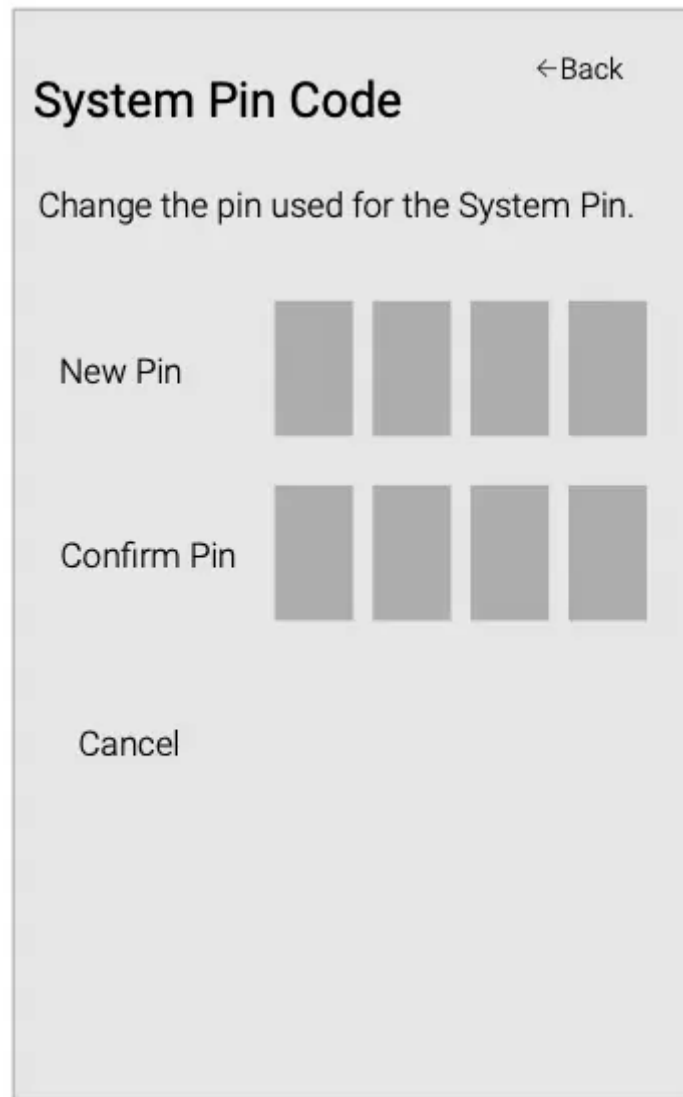 ←Back
System Pin Code
Change the pin used for the System Pin.
New Pin
Confirm Pin
Cancel